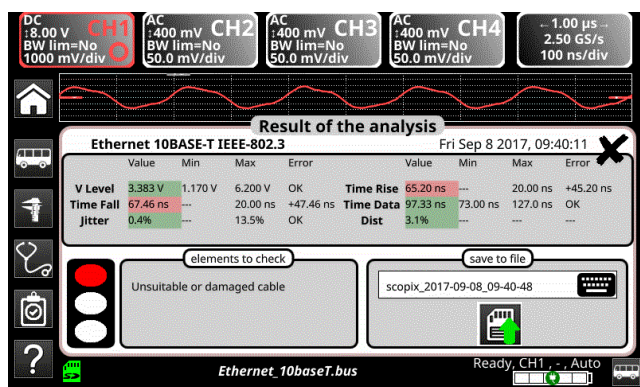 DC
↕8.00 V CH1
BW lim=No
1000 mV/div
AC
↕400 mV CH2
BW lim=No
50.0 mV/div
AC
↕400 mV CH3
BW lim=No
50.0 mV/div
AC
↕400 mV CH4
BW lim=No
50.0 mV/div
←1.00 µs→
2.50 GS/s
100 ns/div
Result of the analysis
Ethernet 10BASE-T IEEE-802.3 Fri Sep 8 2017, 09:40:11
Value Min Max Error Value Min Max Error
V Level 3.383 V 1.170 V 6.200 V OK Time Rise 65.20 ns --- 20.00 ns +45.20 ns
Time Fall 67.46 ns --- 20.00 ns +47.46 ns Time Data 97.33 ns 73.00 ns 127.0 ns OK
Jitter 0.4% --- 13.5% OK Dist 3.1% --- --- ---
elements to check
Unsuitable or damaged cable
save to file
scopix_2017-09-08_09-40-48
?
Ethernet_10baseT.bus
Ready, CH1 , - , Auto